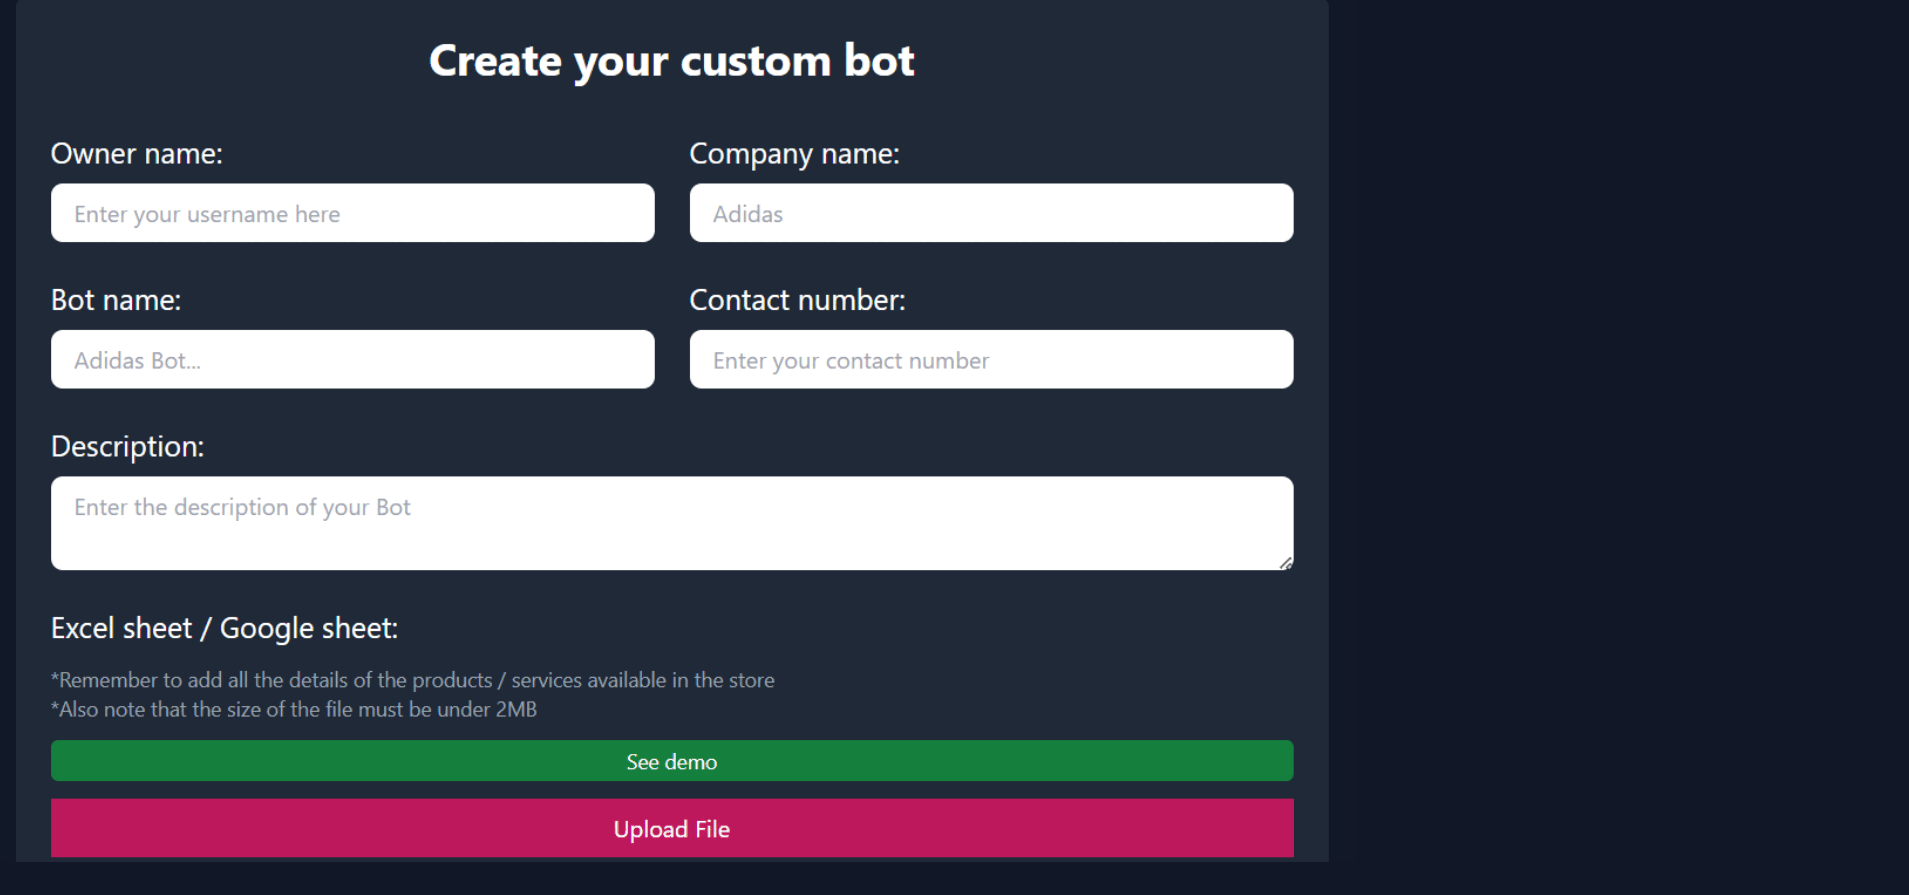 Create your custom bot
Owner name:
Company name:
Enter your username here
Adidas
Bot name:
Contact number:
Adidas Bot...
Enter your contact number
Description:
Enter the description of your Bot
Excel sheet / Google sheet:
*Remember to add all the details of the products / services available in the store
*Also note that the size of the file must be under 2MB
See demo
Upload File